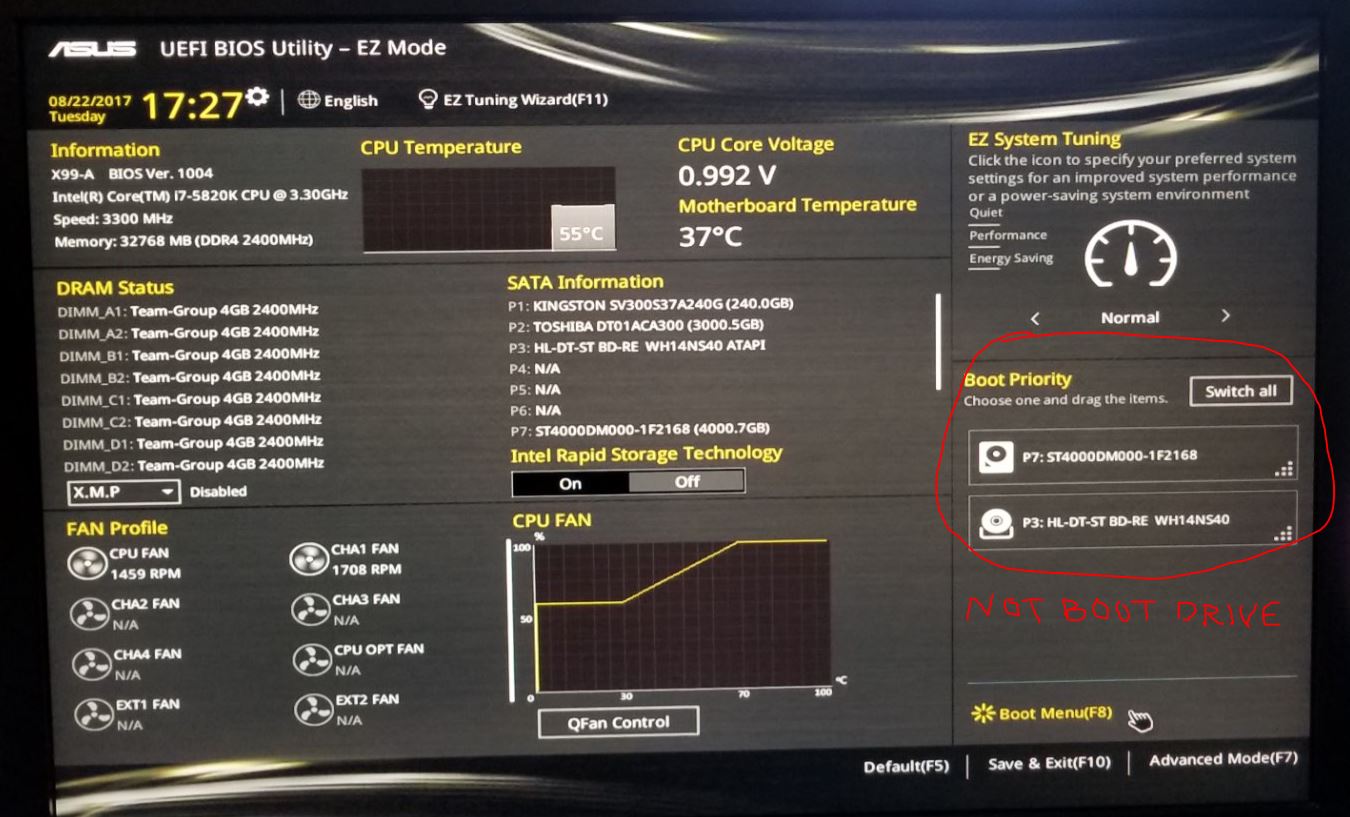 ASUS UEFI BIOS Utility – EZ Mode
08/22/2017
Tuesday
17:27
English
EZ Tuning Wizard(F11)
Information
X99-A BIOS Ver. 1004
Intel(R) Core(TM) i7-5820K CPU @ 3.30GHz
Speed: 3300 MHz
Memory: 32768 MB (DDR4 2400MHz)
CPU Temperature
55°C
CPU Core Voltage
0.992 V
Motherboard Temperature
37°C
EZ System Tuning
Click the icon to specify your preferred system
settings for an improved system performance
or a power-saving system environment
Quiet
Performance
Energy Saving
< Normal >
DRAM Status
DIMM_A1: Team-Group 4GB 2400MHz
DIMM_A2: Team-Group 4GB 2400MHz
DIMM_B1: Team-Group 4GB 2400MHz
DIMM_B2: Team-Group 4GB 2400MHz
DIMM_C1: Team-Group 4GB 2400MHz
DIMM_C2: Team-Group 4GB 2400MHz
DIMM_D1: Team-Group 4GB 2400MHz
DIMM_D2: Team-Group 4GB 2400MHz
X.M.P Disabled
SATA Information
P1: KINGSTON SV300S37A240G (240.0GB)
P2: TOSHIBA DT01ACA300 (3000.5GB)
P3: HL-DT-ST BD-RE WH14NS40 ATAPI
P4: N/A
P5: N/A
P6: N/A
P7: ST4000DM000-1F2168 (4000.7GB)
Intel Rapid Storage Technology
On Off
Boot Priority
Choose one and drag the items.
Switch all
P7: ST4000DM000-1F2168
P3: HL-DT-ST BD-RE WH14NS40
NOT BOOT DRIVE
FAN Profile
CPU FAN
1459 RPM
CHA1 FAN
1708 RPM
CHA2 FAN
N/A
CHA3 FAN
N/A
CHA4 FAN
N/A
CPU OPT FAN
N/A
EXT1 FAN
N/A
EXT2 FAN
N/A
CPU FAN
%
100
50
0 30 70 100
°C
QFan Control
Boot Menu(F8)
Default(F5) | Save & Exit(F10) | Advanced Mode(F7)